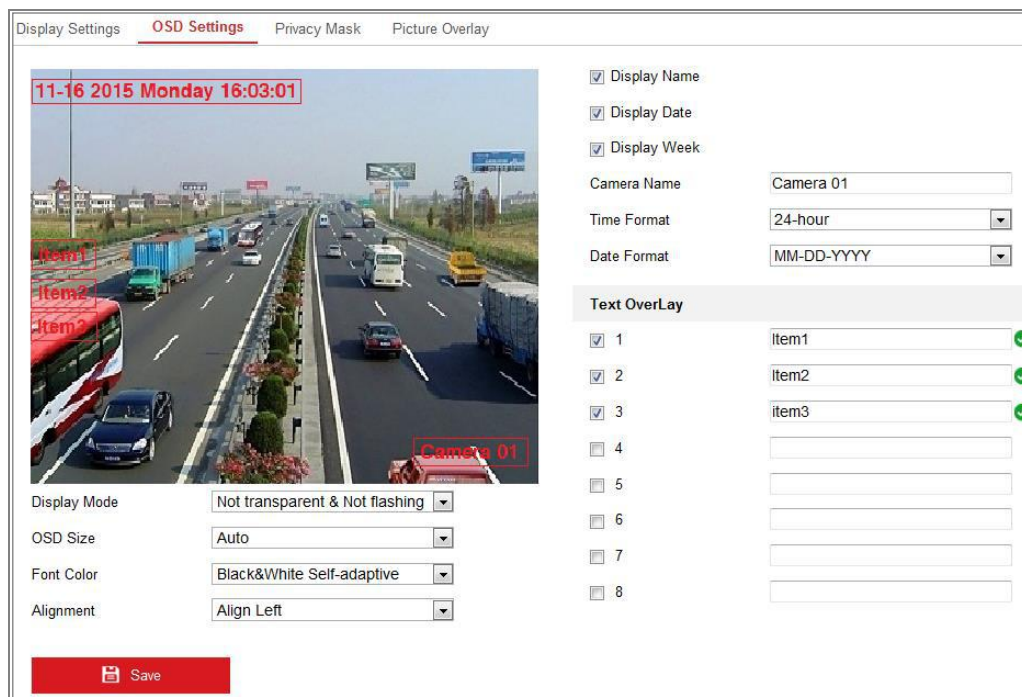 Display Settings
OSD Settings
Privacy Mask
Picture Overlay
11-16 2015 Monday 16:03:01
Item1
Item2
Item3
Camera 01
Display Mode
Not transparent & Not flashing
OSD Size
Auto
Font Color
Black&White Self-adaptive
Alignment
Align Left
Save
Display Name
Display Date
Display Week
Camera Name
Camera 01
Time Format
24-hour
Date Format
MM-DD-YYYY
Text OverLay
1
Item1
2
Item2
3
item3
4
5
6
7
8